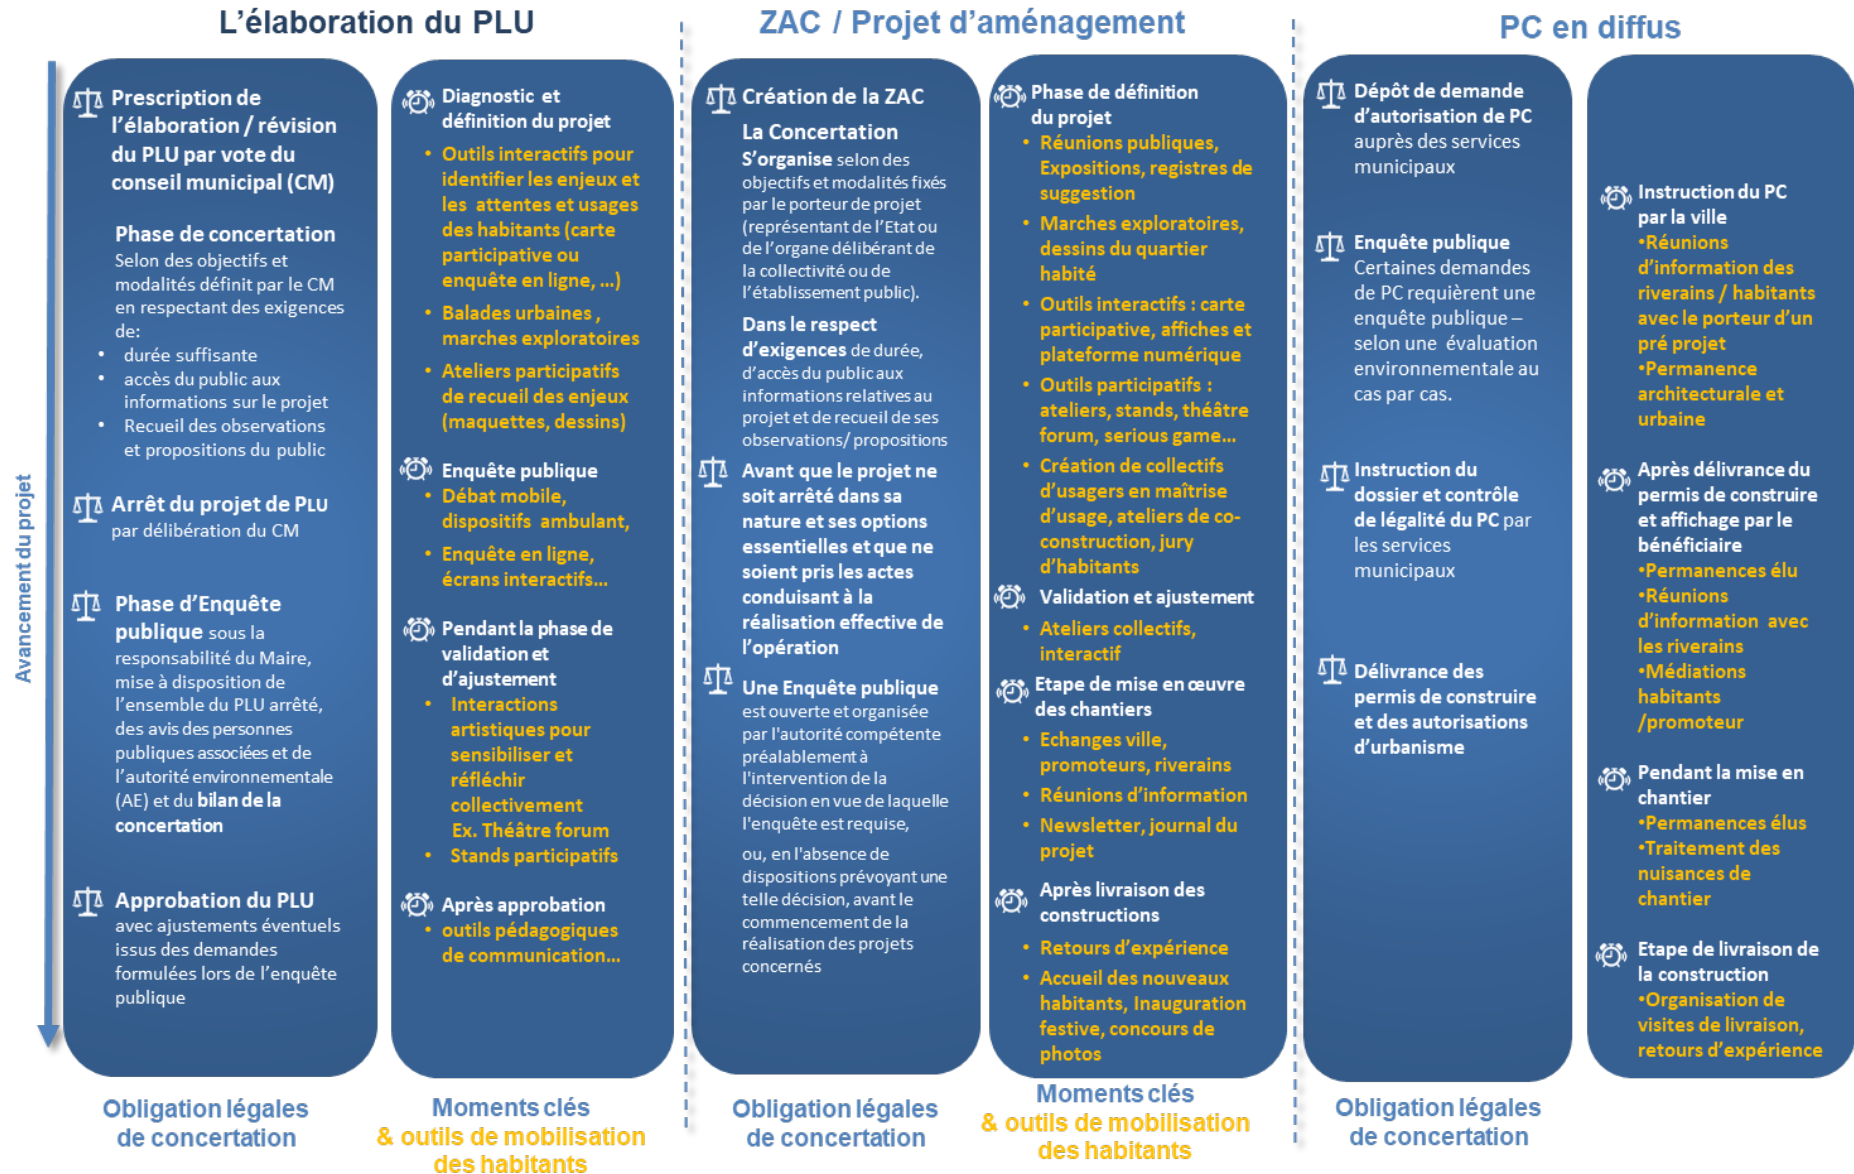 L'élaboration du PLU
ZAC / Projet d'aménagement
PC en diffus
Avancement du projet
Prescription de
l'élaboration / révision
du PLU par vote du
conseil municipal (CM)
Phase de concertation
Selon des objectifs et
modalités définit par le CM
en respectant des exigences
de:
• durée suffisante
• accès du public aux
informations sur le projet
• Recueil des observations
et propositions du public
Arrêt du projet de PLU
par délibération du CM
Phase d'Enquête
publique sous la
responsabilité du Maire,
mise à disposition de
l'ensemble du PLU arrêté,
des avis des personnes
publiques associées et de
l'autorité environnementale
(AE) et du bilan de la
concertation
Approbation du PLU
avec ajustements éventuels
issus des demandes
formulées lors de l'enquête
publique
Obligation légales
de concertation
Diagnostic et
définition du projet
• Outils interactifs pour
identifier les enjeux et
les attentes et usages
des habitants (carte
participative ou
enquête en ligne, ...)
• Balades urbaines ,
marches exploratoires
• Ateliers participatifs
de recueil des enjeux
(maquettes, dessins)
Enquête publique
• Débat mobile,
dispositifs ambulant,
• Enquête en ligne,
écrans interactifs...
Pendant la phase de
validation et
d'ajustement
• Interactions
artistiques pour
sensibiliser et
réfléchir
collectivement
Ex. Théâtre forum
• Stands participatifs
Après approbation
• outils pédagogiques
de communication...
Moments clés
& outils de mobilisation
des habitants
Création de la ZAC
La Concertation
S'organise selon des
objectifs et modalités fixés
par le porteur de projet
(représentant de l'Etat ou
de l'organe délibérant de
la collectivité ou de
l'établissement public).
Dans le respect
d'exigences de durée,
d'accès du public aux
informations relatives au
projet et de recueil de ses
observations/ propositions
Avant que le projet ne
soit arrêté dans sa
nature et ses options
essentielles et que ne
soient pris les actes
conduisant à la
réalisation effective de
l'opération
Une Enquête publique
est ouverte et organisée
par l'autorité compétente
préalablement à
l'intervention de la
décision en vue de laquelle
l'enquête est requise,
ou, en l'absence de
dispositions prévoyant une
telle décision, avant le
commencement de la
réalisation des projets
concernés
Obligation légales
de concertation
Phase de définition
du projet
• Réunions publiques,
Expositions, registres de
suggestion
• Marches exploratoires,
dessins du quartier
habité
• Outils interactifs : carte
participative, affiches et
plateforme numérique
• Outils participatifs :
ateliers, stands, théâtre
forum, serious game...
• Création de collectifs
d'usagers en maîtrise
d'usage, ateliers de co-
construction, jury
d'habitants
Validation et ajustement
• Ateliers collectifs,
interactif
Etape de mise en œuvre
des chantiers
• Echanges ville,
promoteurs, riverains
• Réunions d'information
• Newsletter, journal du
projet
Après livraison des
constructions
• Retours d'expérience
• Accueil des nouveaux
habitants, Inauguration
festive, concours de
photos
Moments clés
& outils de mobilisation
des habitants
Dépôt de demande
d'autorisation de PC
auprès des services
municipaux
Enquête publique
Certaines demandes
de PC requièrent une
enquête publique –
selon une évaluation
environnementale au
cas par cas.
Instruction du
dossier et contrôle
de légalité du PC par
les services
municipaux
Délivrance des
permis de construire
et des autorisations
d'urbanisme
Obligation légales
de concertation
Instruction du PC
par la ville
•Réunions
d'information des
riverains / habitants
avec le porteur d'un
pré projet
•Permanence
architecturale et
urbaine
Après délivrance du
permis de construire
et affichage par le
bénéficiaire
•Permanences élu
•Réunions
d'information avec
les riverains
•Médiations
habitants
/promoteur
Pendant la mise en
chantier
•Permanences élus
•Traitement des
nuisances de
chantier
Etape de livraison de
la construction
•Organisation de
visites de livraison,
retours d'expérience